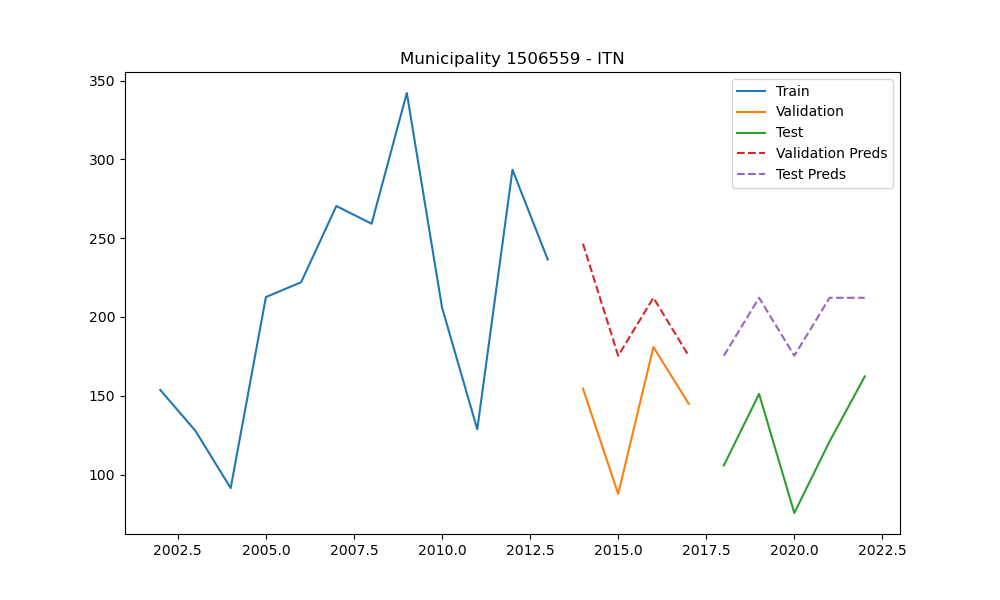 Municipality 1506559 - ITN
350
300
250
200
150
100
2002.5 2005.0 2007.5 2010.0 2012.5 2015.0 2017.5 2020.0 2022.5
Train
Validation
Test
Validation Preds
Test Preds